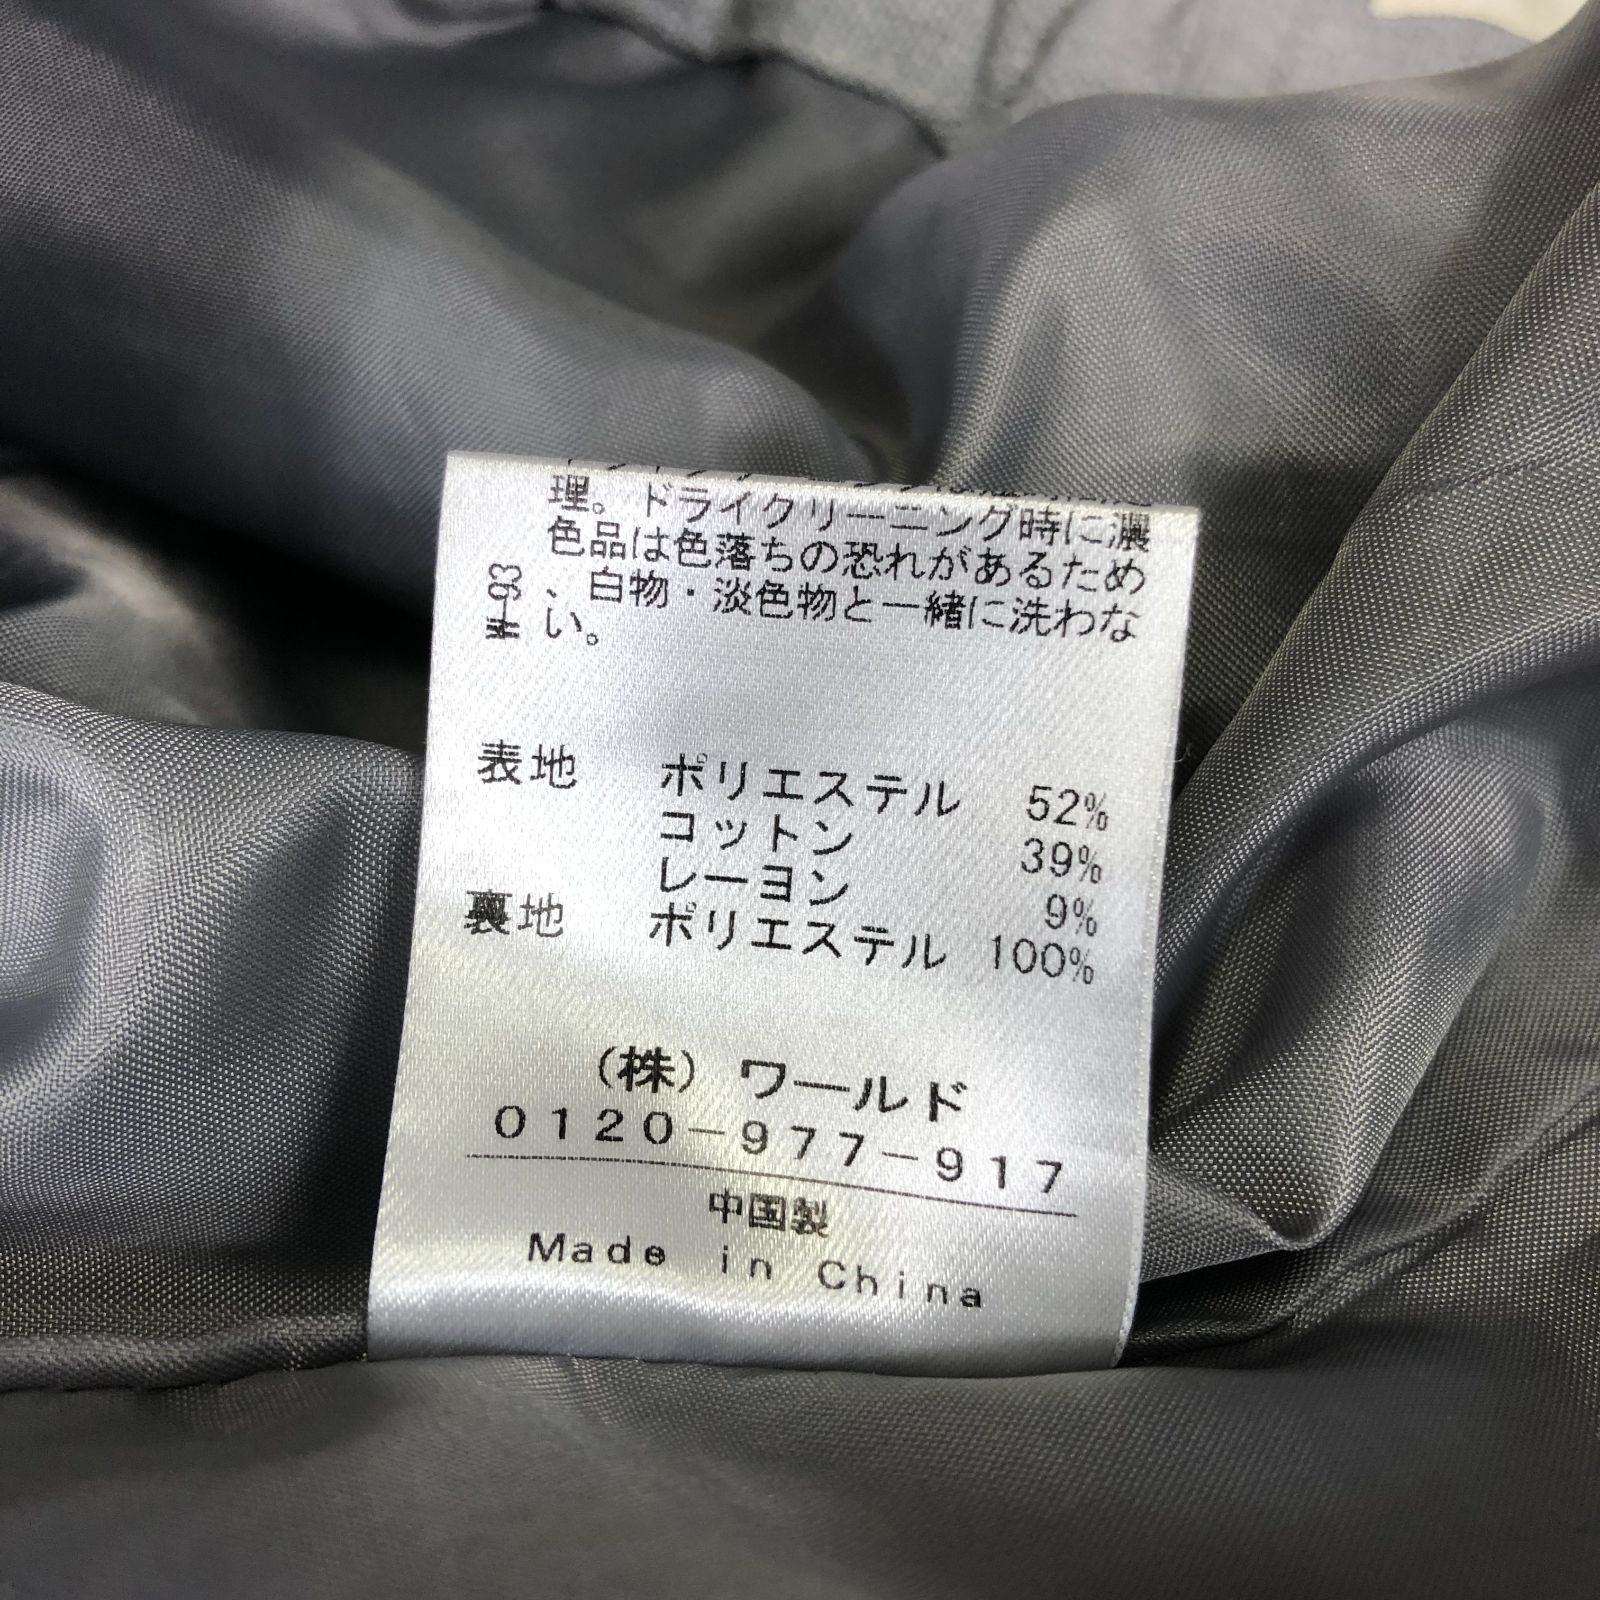 理。ドライクリーニング時に濃
色品は色落ちの恐れがあるため
、白物・淡色物と一緒に洗わな
い。
表地 ポリエステル 52%
コットン 39%
レーヨン 9%
裏地 ポリエステル 100%
(株) ワールド
0120-977-917
中国製
Made in China